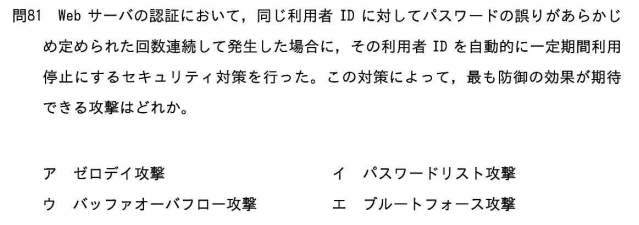 問81 Web サーバの認証において，同じ利用者 ID に対してパスワードの誤りがあらかじ
め定められた回数連続して発生した場合に，その利用者 ID を自動的に一定期間利用
停止にするセキュリティ対策を行った。この対策によって，最も防御の効果が期待
できる攻撃はどれか。
ア ゼロデイ攻撃 イ パスワードリスト攻撃
ウ バッファオーバフロー攻撃 エ ブルートフォース攻撃